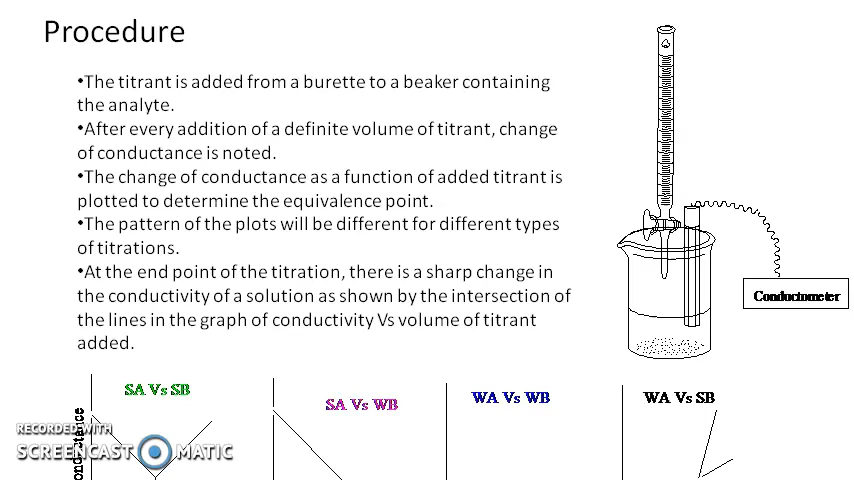 Procedure
•The titrant is added from a burette to a beaker containing
the analyte.
•After every addition of a definite volume of titrant, change
of conductance is noted.
•The change of conductance as a function of added titrant is
plotted to determine the equivalence point.
•The pattern of the plots will be different for different types
of titrations.
•At the end point of the titration, there is a sharp change in
the conductivity of a solution as shown by the intersection of
the lines in the graph of conductivity Vs volume of titrant
added.
Conductometer
SA Vs SB
SA Vs WB
WA Vs WB
WA Vs SB
RECORDED WITH
SCREENCAST MATIC